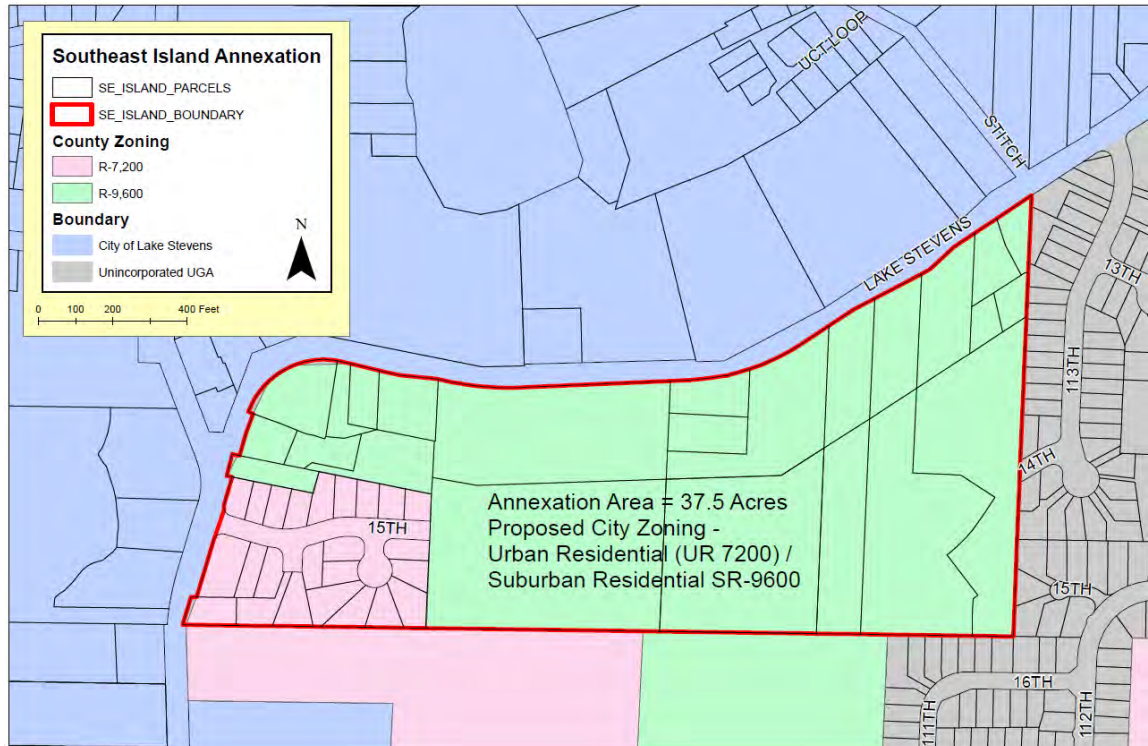 Southeast Island Annexation
SE_ISLAND_PARCELS
SE_ISLAND_BOUNDARY
County Zoning
R-7,200
R-9,600
Boundary
City of Lake Stevens
Unincorporated UGA
N
0 100 200 400 Feet
UCT LOOP
STITCH
LAKE STEVENS
13TH
113TH
14TH
15TH
Annexation Area = 37.5 Acres
Proposed City Zoning -
Urban Residential (UR 7200) /
Suburban Residential SR-9600
15TH
16TH
111TH
112TH